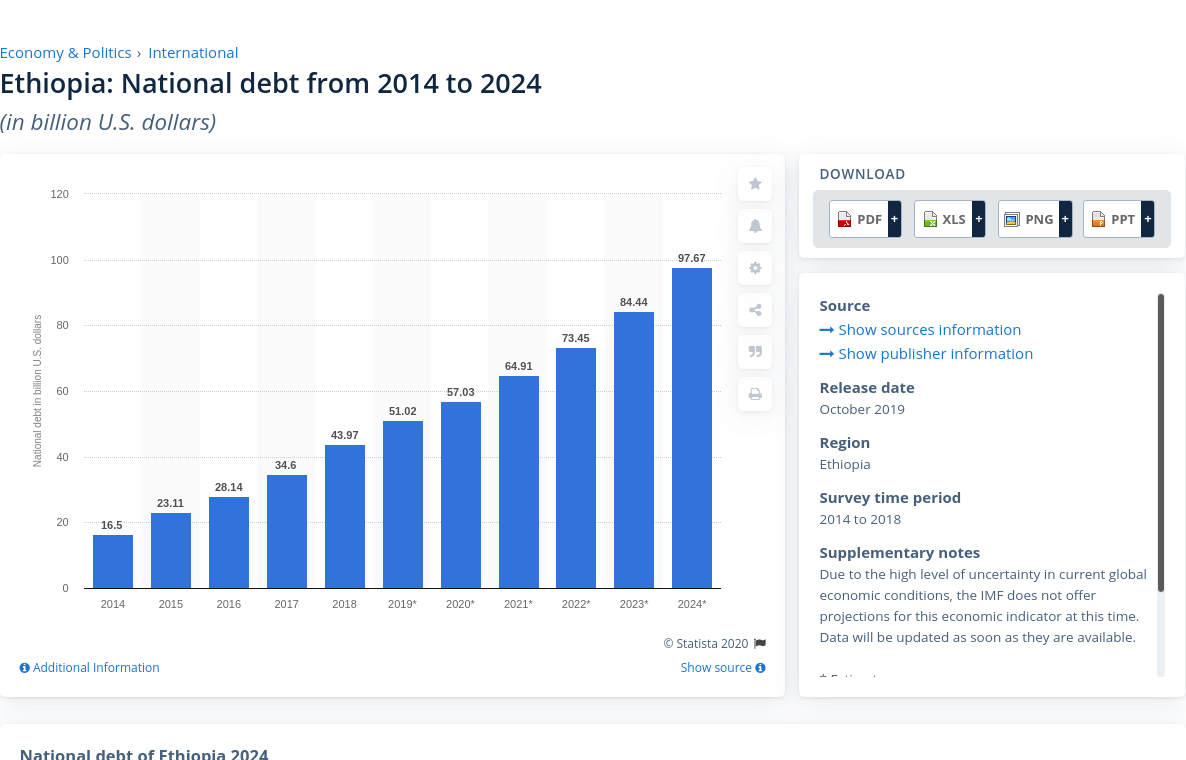 Economy & Politics › International
Ethiopia: National debt from 2014 to 2024
(in billion U.S. dollars)
National debt in billion U.S. dollars
120
100
80
60
40
20
0
16.5
23.11
28.14
34.6
43.97
51.02
57.03
64.91
73.45
84.44
97.67
2014 2015 2016 2017 2018 2019* 2020* 2021* 2022* 2023* 2024*
© Statista 2020
Additional Information
Show source
DOWNLOAD
PDF + XLS + PNG + PPT +
Source
Show sources information
Show publisher information
Release date
October 2019
Region
Ethiopia
Survey time period
2014 to 2018
Supplementary notes
Due to the high level of uncertainty in current global
economic conditions, the IMF does not offer
projections for this economic indicator at this time.
Data will be updated as soon as they are available.
National debt of Ethiopia 2024